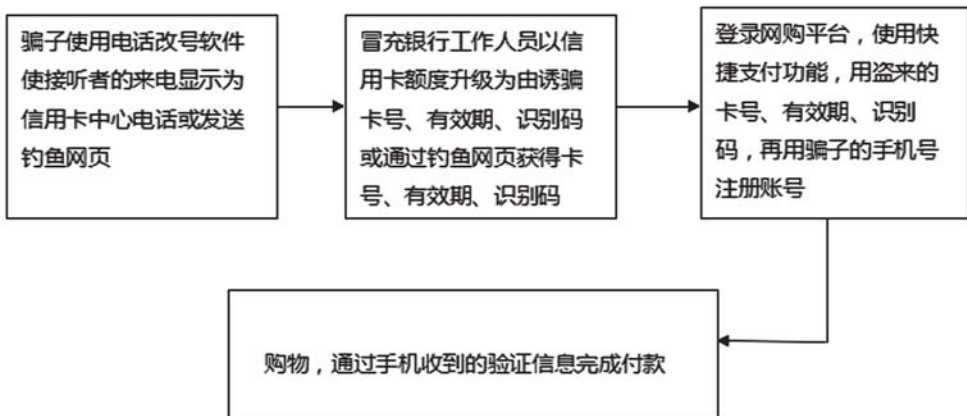 骗子使用电话改号软件
使接听者的来电显示为
信用卡中心电话或发送
钓鱼网页
冒充银行工作人员以信
用卡额度升级为由诱骗
卡号、有效期、识别码
或通过钓鱼网页获得卡
号、有效期、识别码
登录网购平台，使用快
捷支付功能，用盗来的
卡号、有效期、识别
码，再用骗子的手机号
注册账号
购物，通过手机收到的验证信息完成付款